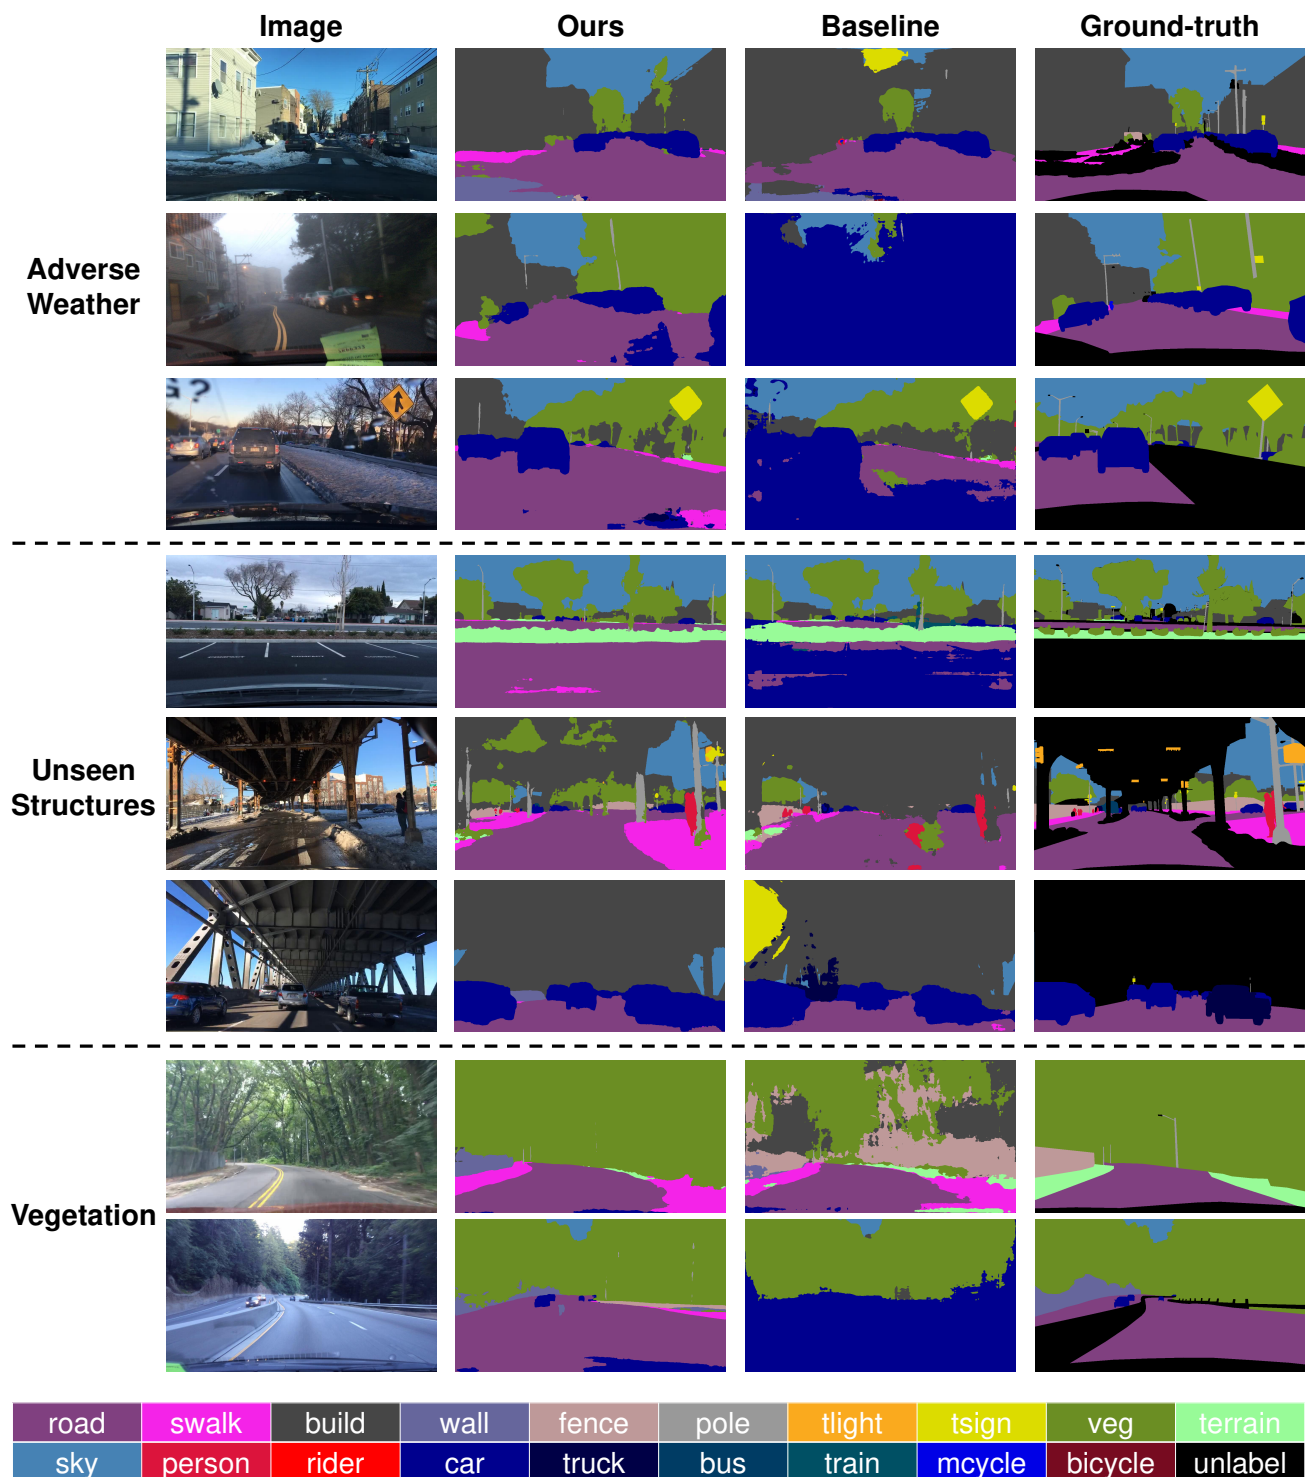 Image Ours Baseline Ground-truth
Adverse
Weather
G?
Unseen
Structures
Vegetation
road swalk build wall fence pole tlight tsign veg terrain
sky person rider car truck bus train mcycle bicycle unlabel